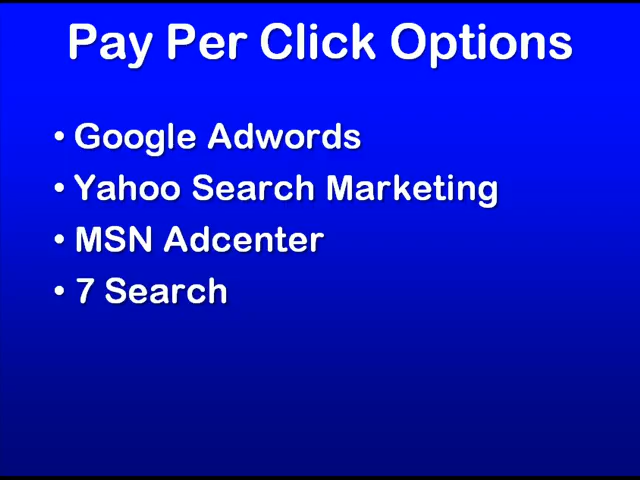 Pay Per Click Options
• Google Adwords
• Yahoo Search Marketing
• MSN Adcenter
• 7 Search